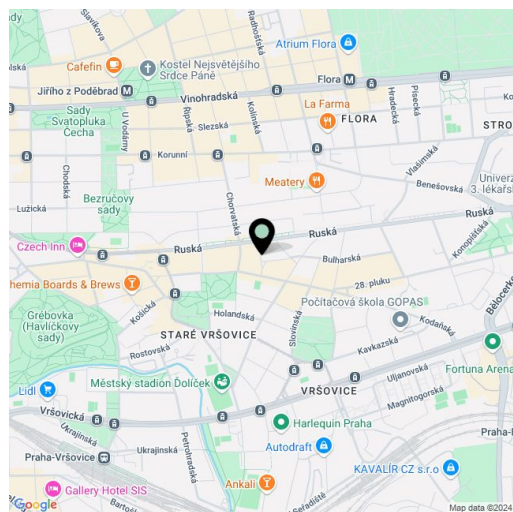 Slavíkova
Radhošťská
Atrium Flora
Cafefin
Kostel Nejsvětějšího
Srdce Páně
Flora
Jiřího z Poděbrad
Vinohradská
Hradecká
Písecká
Sady
Svatopluka
Čecha
U Vodárny
Řipská
Kolínská
La Farma
FLORA
Slezská
Korunní
STRO
Chodská
Vlašimská
Bezručovy
sady
Chorvatská
Meatery
Benešovská
Univerz
3. lékařsk
Lužická
Czech Inn
Ruská
Ruská
Ruská
Bulharská
Konopišťská
hemia Boards & Brews
28. pluku
Bělocerkevs
Košická
Počítačová škola GOPAS
Grébovka
(Havlíčkovy
sady)
Holandská
Slovinská
Kodaňská
STARÉ VRŠOVICE
Rostovská
Kavkazská
Fortuna Arena
Městský stadion Ďolíček
Uljanovská
Lidl
VRŠOVICE
Magnitogorská
Vršovická
Harlequin Praha
Ukrajinská
Petrohradská
Praha-Vršovice
Ukrajinská
Autodraft
Praha-E
Ankali
KAVALÍR CZ s.r.o
Gallery Hotel SIS
Seřadiště
Google
Map data ©2024